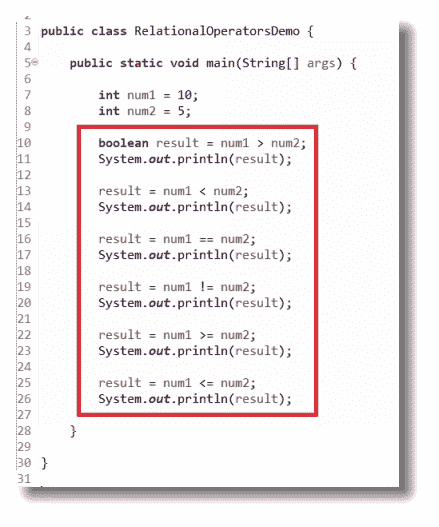 2
3 public class RelationalOperatorsDemo {
4
5 public static void main(String[] args) {
6
7 int num1 = 10;
8 int num2 = 5;
9
10 boolean result = num1 > num2;
11 System.out.println(result);
12
13 result = num1 < num2;
14 System.out.println(result);
15
16 result = num1 == num2;
17 System.out.println(result);
18
19 result = num1 != num2;
20 System.out.println(result);
21
22 result = num1 >= num2;
23 System.out.println(result);
24
25 result = num1 <= num2;
26 System.out.println(result);
27
28 }
29
30 }
31